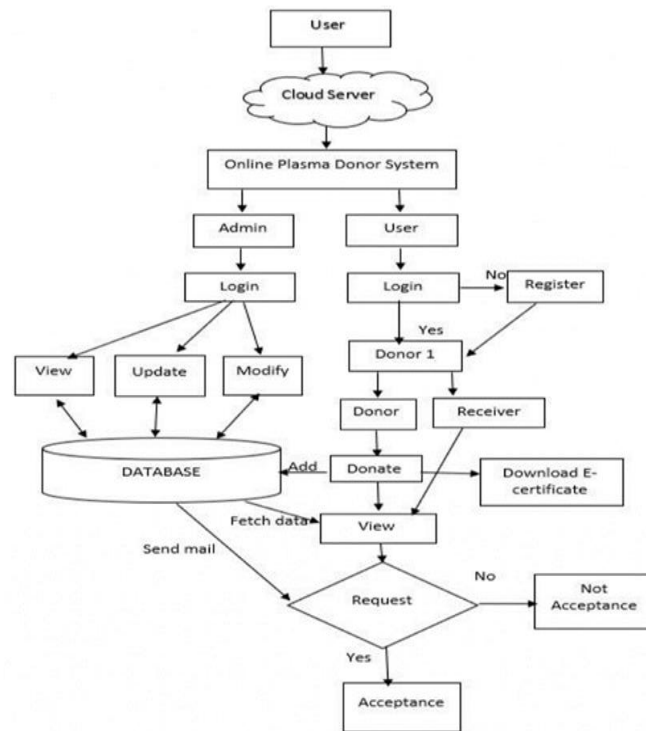 User
Cloud Server
Online Plasma Donor System
Admin
User
Login
Login
No
Register
Yes
Donor 1
View
Update
Modify
Donor
Receiver
DATABASE
Add
Donate
Download E-
certificate
Fetch data
View
Send mail
Request
No
Not
Acceptance
Yes
Acceptance